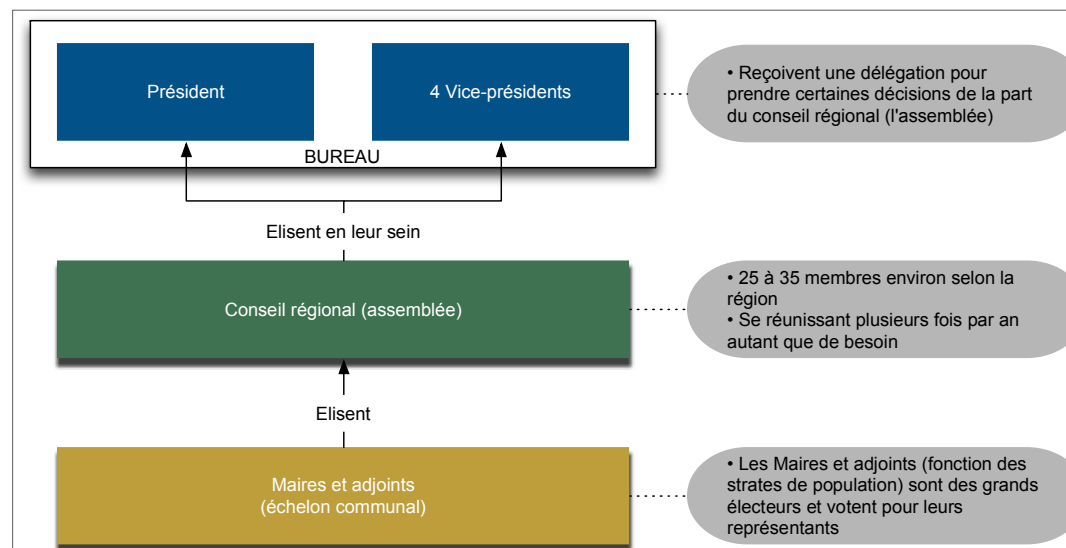 Président
4 Vice-présidents
BUREAU
• Reçoivent une délégation pour
prendre certaines décisions de la part
du conseil régional (l'assemblée)
Elisent en leur sein
Conseil régional (assemblée)
• 25 à 35 membres environ selon la
région
• Se réunissant plusieurs fois par an
autant que de besoin
Elisent
Maires et adjoints
(échelon communal)
• Les Maires et adjoints (fonction des
strates de population) sont des grands
électeurs et votent pour leurs
représentants